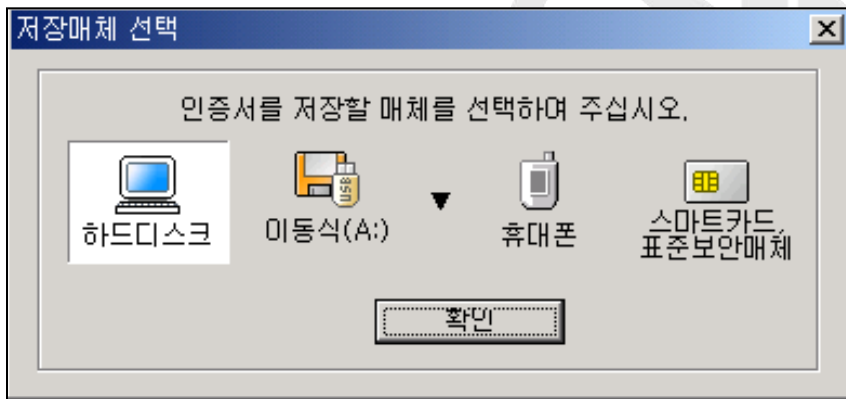 저장매체 선택
인증서를 저장할 매체를 선택하여 주십시오.
하드디스크
이동식(A:)
휴대폰
스마트카드,
표준보안매체
확인